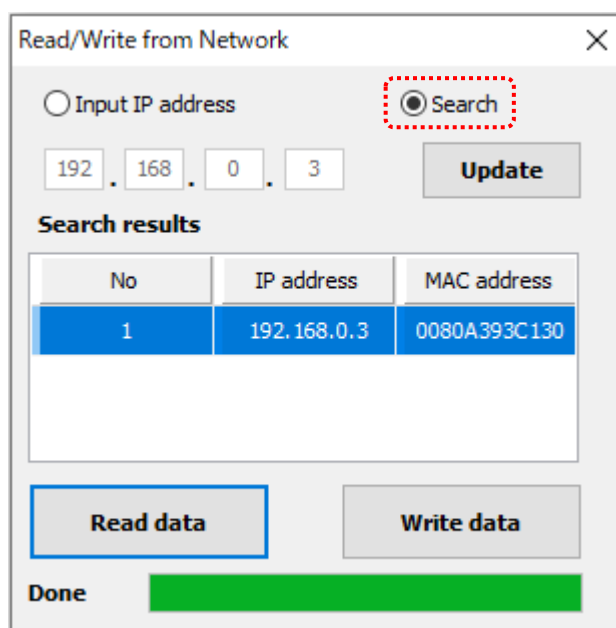 Read/Write from Network
Input IP address Search
192 . 168 . 0 . 3 Update
Search results
No IP address MAC address
1 192.168.0.3 0080A393C130
Read data Write data
Done